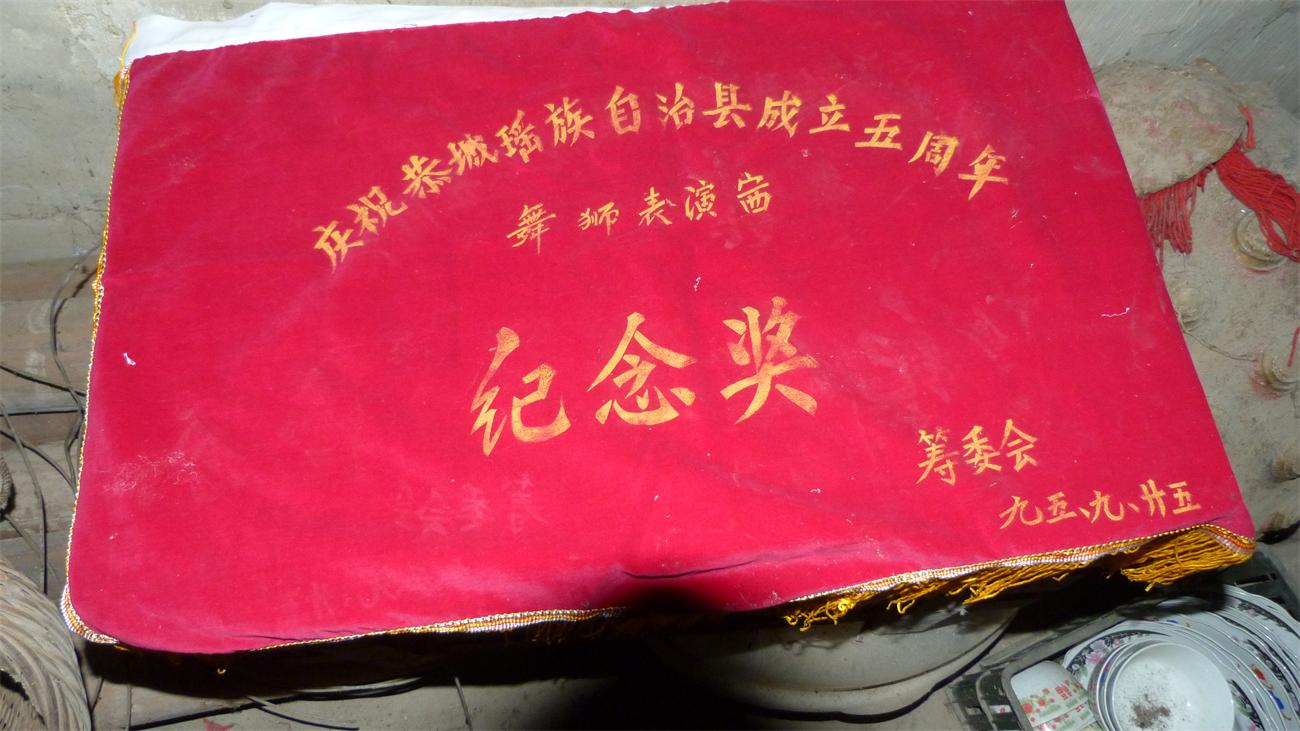 庆祝恭城瑶族自治县成立五周年
舞狮表演赛
纪念奖
筹委会
九五、九、廿五